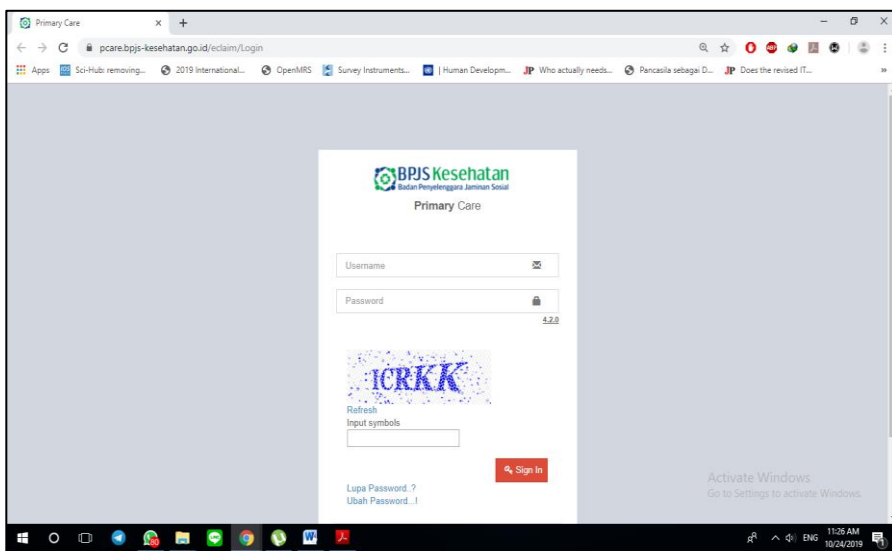 Primary Care
pcare.bpjs-kesehatan.go.id/eclaim/Login
Apps Sci-Hub: removing... 2019 International... OpenMRS Survey Instruments... | Human Developm... Who actually needs... Pancasila sebagai D... Does the revised IT...
BPJS Kesehatan
Badan Penyelenggara Jaminan Sosial
Primary Care
Username
Password
4.2.0
ICRKK
Refresh
Input symbols
Sign In
Lupa Password..?
Ubah Password...!
Activate Windows
Go to Settings to activate Windows.
80
ENG
11:26 AM
10/24/2019